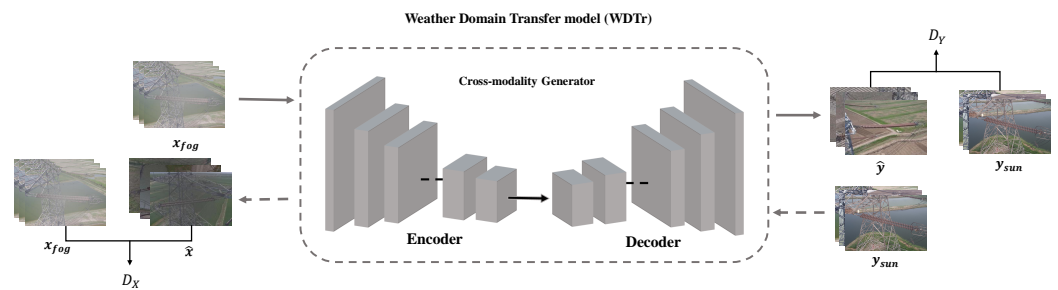 Weather Domain Transfer model (WDTr)
D_Y
Cross-modality Generator
x_fog
ŷ
y_sun
x_fog
x̂
Encoder
Decoder
y_sun
D_X